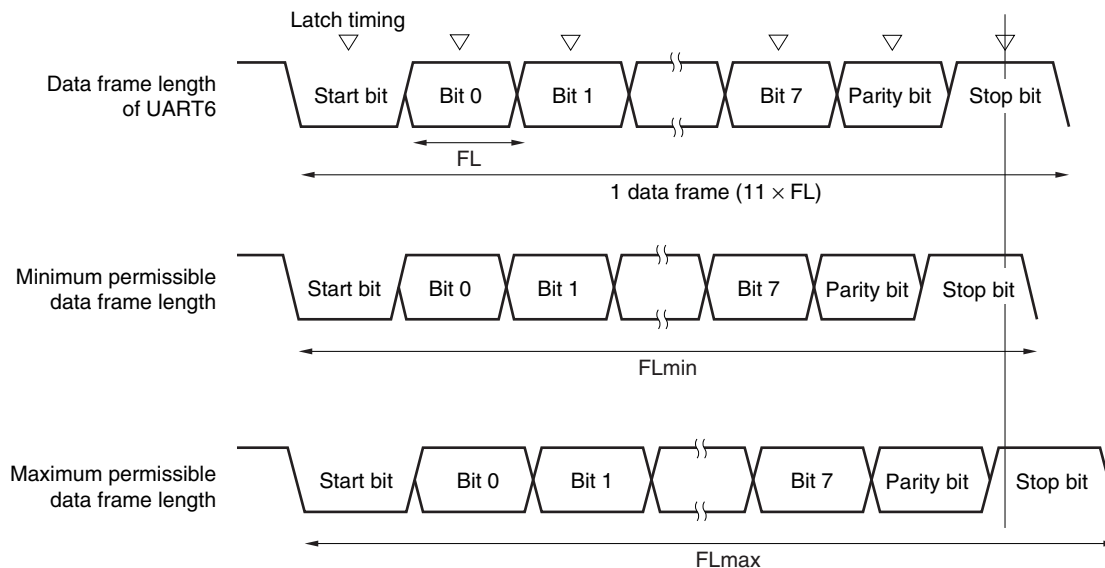 Latch timing
Data frame length
of UART6
Start bit
Bit 0
Bit 1
Bit 7
Parity bit
Stop bit
FL
1 data frame (11 × FL)
Minimum permissible
data frame length
Start bit
Bit 0
Bit 1
Bit 7
Parity bit
Stop bit
FLmin
Maximum permissible
data frame length
Start bit
Bit 0
Bit 1
Bit 7
Parity bit
Stop bit
FLmax